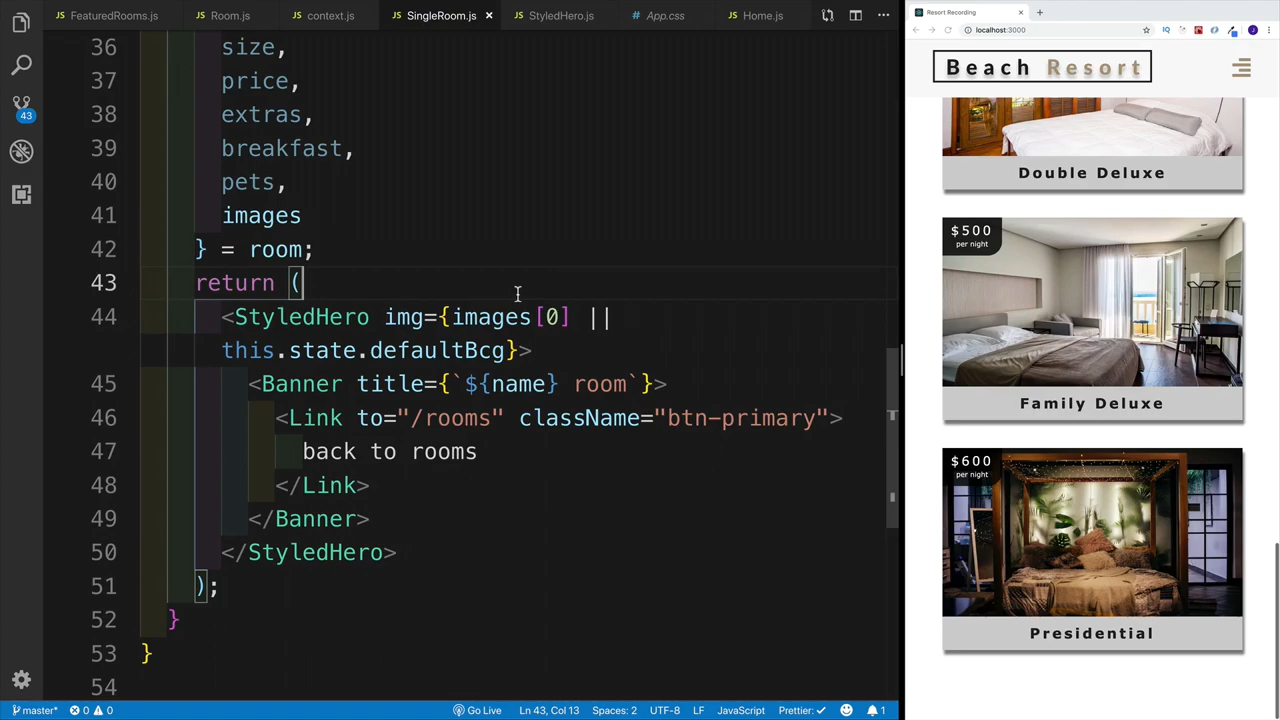 FeaturedRooms.js
Room.js
context.js
SingleRoom.js
StyledHero.js
App.css
Home.js
36 size,
37 price,
38 extras,
39 breakfast,
40 pets,
41 images
42 } = room;
43 return (
44 <StyledHero img={images[0] ||
this.state.defaultBcg}>
45 <Banner title={`${name} room`}>
46 <Link to="/rooms" className="btn-primary">
47 back to rooms
48 </Link>
49 </Banner>
50 </StyledHero>
51 );
52 }
53 }
54
43
master*
0 0
Go Live
Ln 43, Col 13
Spaces: 2
UTF-8
LF
JavaScript
Prettier: ✓
1
Resort Recording
localhost:3000
Beach Resort
Double Deluxe
$500
per night
Family Deluxe
$600
per night
Presidential